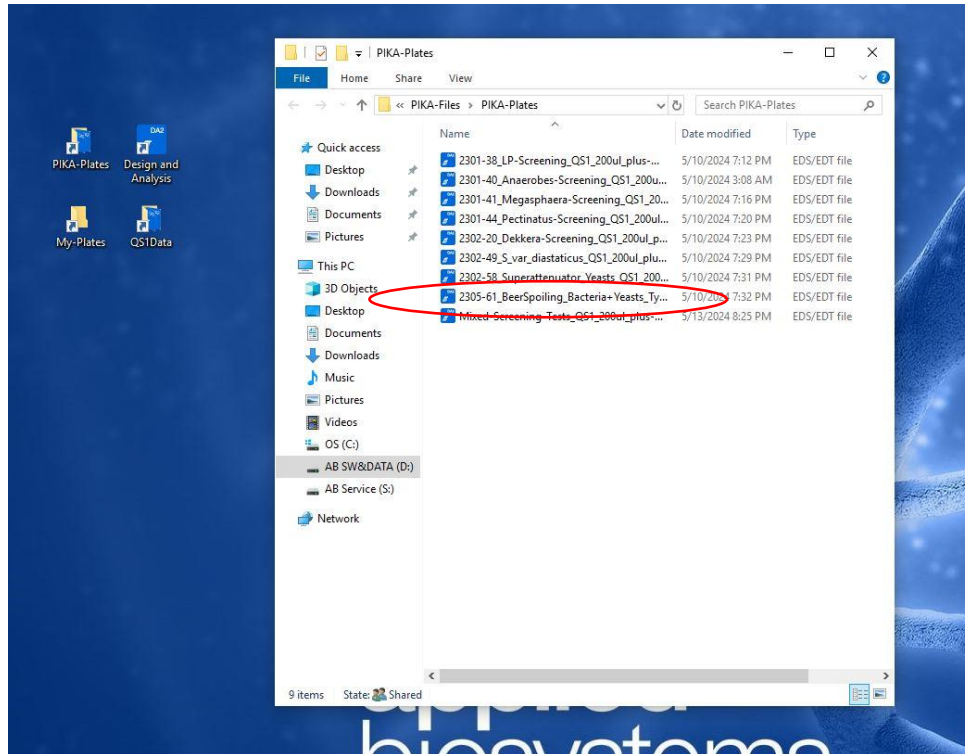 PIKA-Plates
File Home Share View
« PIKA-Files > PIKA-Plates
Search PIKA-Plates
Name Date modified Type
Quick access
Desktop
Downloads
Documents
Pictures
This PC
3D Objects
Desktop
Documents
Downloads
Music
Pictures
Videos
OS (C:)
AB SW&DATA (D:)
AB Service (S:)
Network
2301-38_LP-Screening_QS1_200ul_plus-... 5/10/2024 7:12 PM EDS/EDT file
2301-40_Anaerobes-Screening_QS1_200u... 5/10/2024 3:08 AM EDS/EDT file
2301-41_Megasphaera-Screening_QS1_20... 5/10/2024 7:16 PM EDS/EDT file
2301-44_Pectinatus-Screening_QS1_200ul... 5/10/2024 7:20 PM EDS/EDT file
2302-20_Dekkera-Screening_QS1_200ul_p... 5/10/2024 7:23 PM EDS/EDT file
2302-49_S_var_diastaticus_QS1_200ul_plu... 5/10/2024 7:29 PM EDS/EDT file
2302-58_Superattenuator_Yeasts_QS1_200... 5/10/2024 7:31 PM EDS/EDT file
2305-61_BeerSpoiling_Bacteria+Yeasts_Ty... 5/10/2024 7:32 PM EDS/EDT file
Mixed-Screening-Tests_QS1_200ul_plus-... 5/13/2024 8:25 PM EDS/EDT file
9 items State: Shared
PIKA-Plates
DA2
Design and
Analysis
My-Plates
QS1Data
applied
biosystems